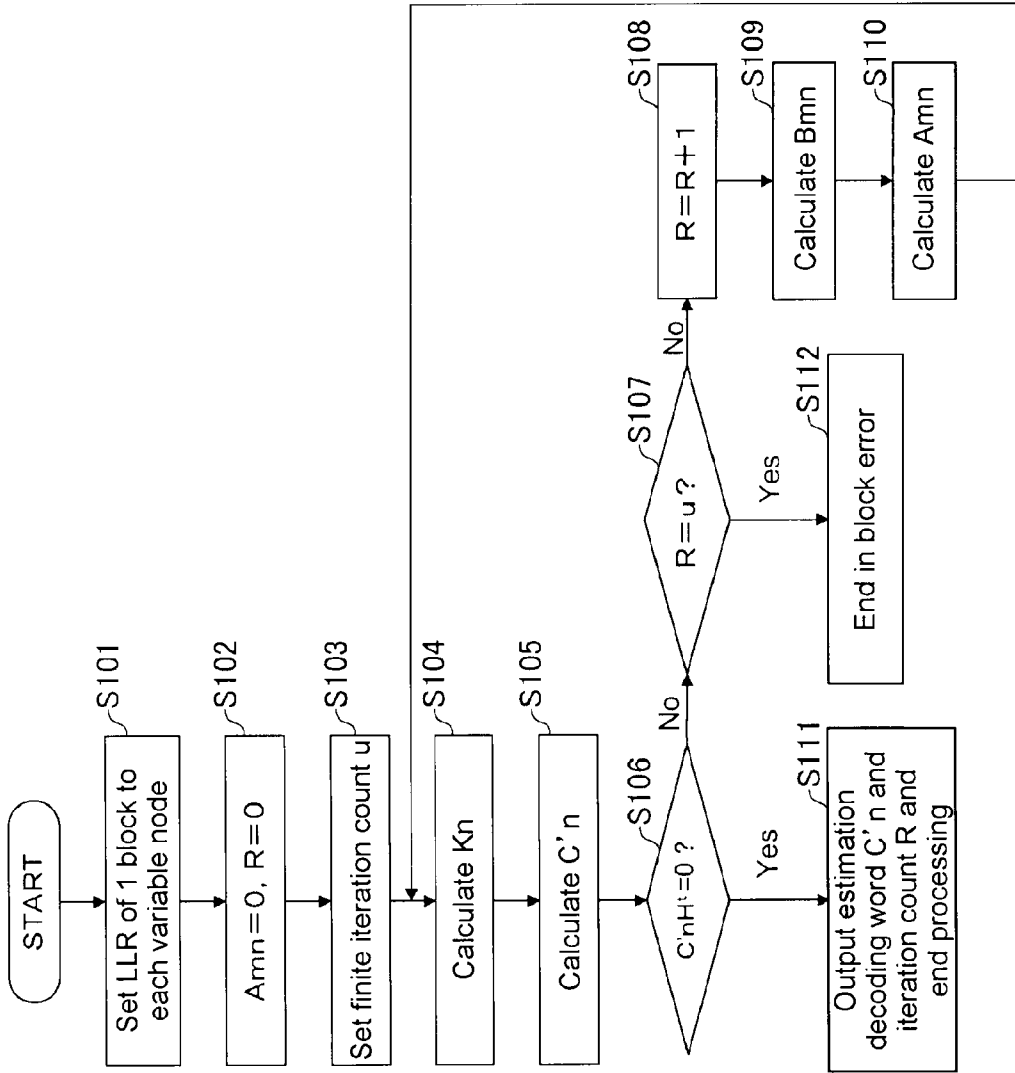 START
S101
Set LLR of 1 block to
each variable node
S102
Amn=0, R=0
S103
Set finite iteration count u
S104
Calculate Kn
S105
Calculate C'n
S106
C'nHᵗ=0?
Yes
No
S111
Output estimation
decoding word C'n and
iteration count R and
end processing
S107
R=u?
Yes
No
S112
End in block error
S108
R=R+1
S109
Calculate Bmn
S110
Calculate Amn